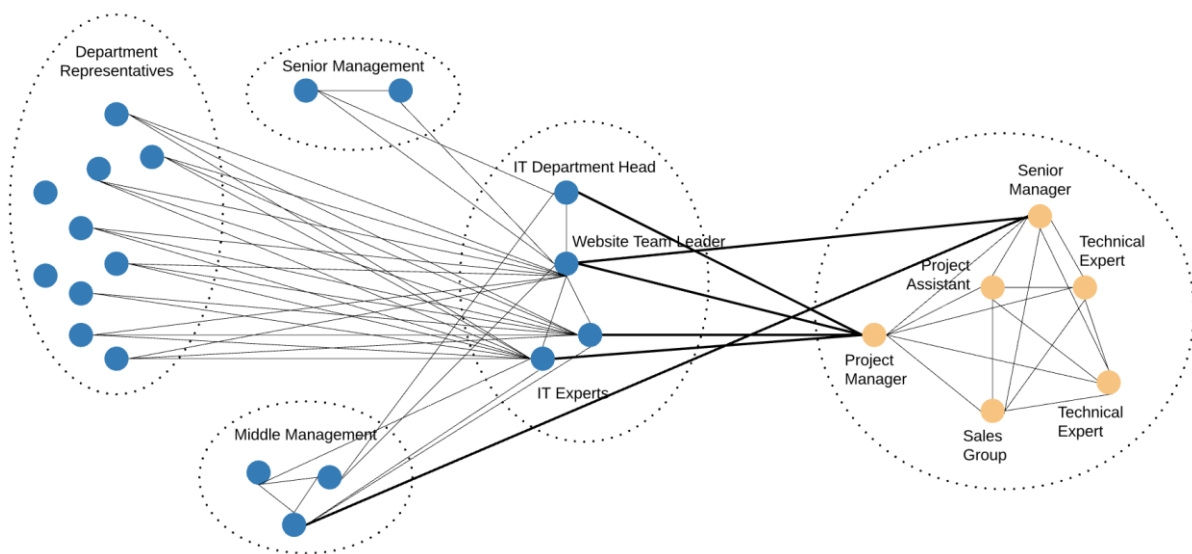 Department
Representatives
Senior Management
IT Department Head
Website Team Leader
IT Experts
Middle Management
Senior
Manager
Technical
Expert
Project
Assistant
Project
Manager
Sales
Group
Technical
Expert